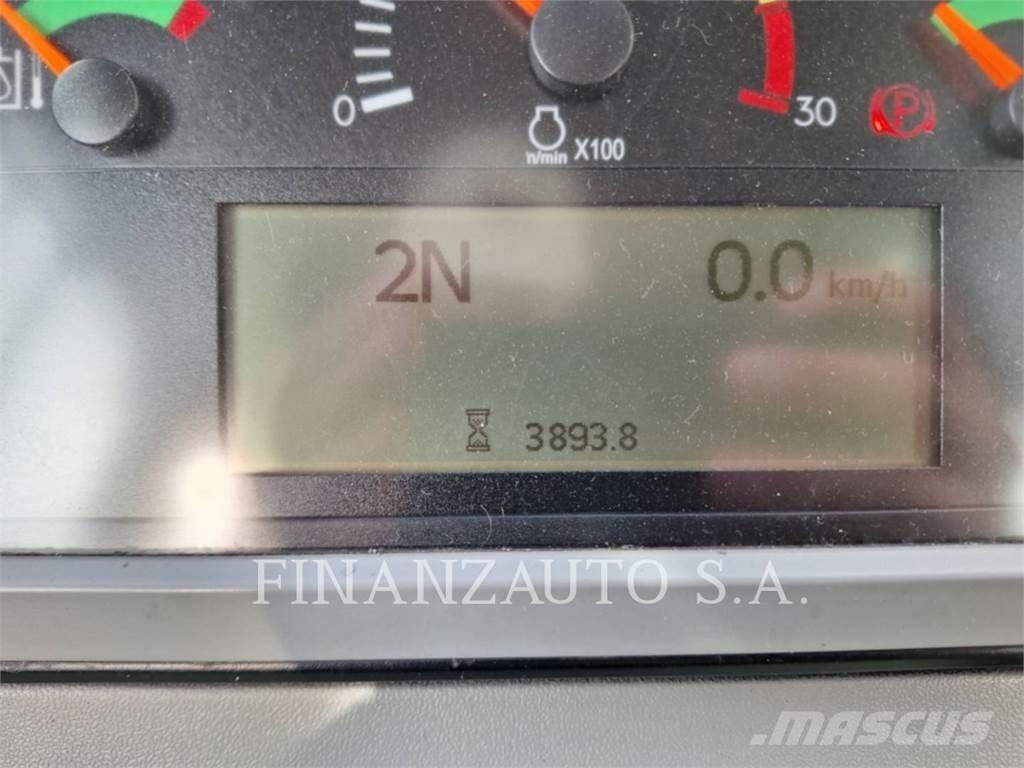 0
30
P
n/min X100
2N
0.0 km/h
3893.8
FINANZAUTO S.A.
MASCUS